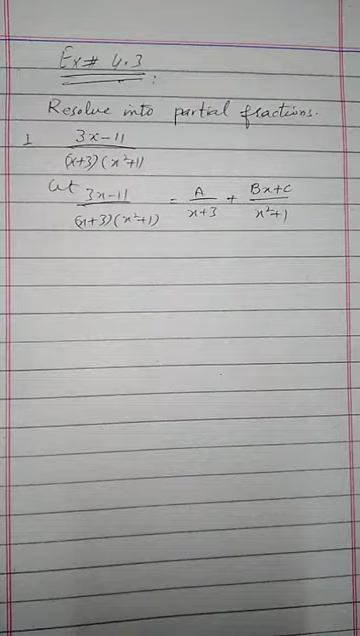 Ex# 4.3 :
Resolve into partial fractions.
1 3x-11
(x+3)(x²+1)
Let 3x-11 = A + Bx+C
(x+3)(x²+1) x+3 x²+1